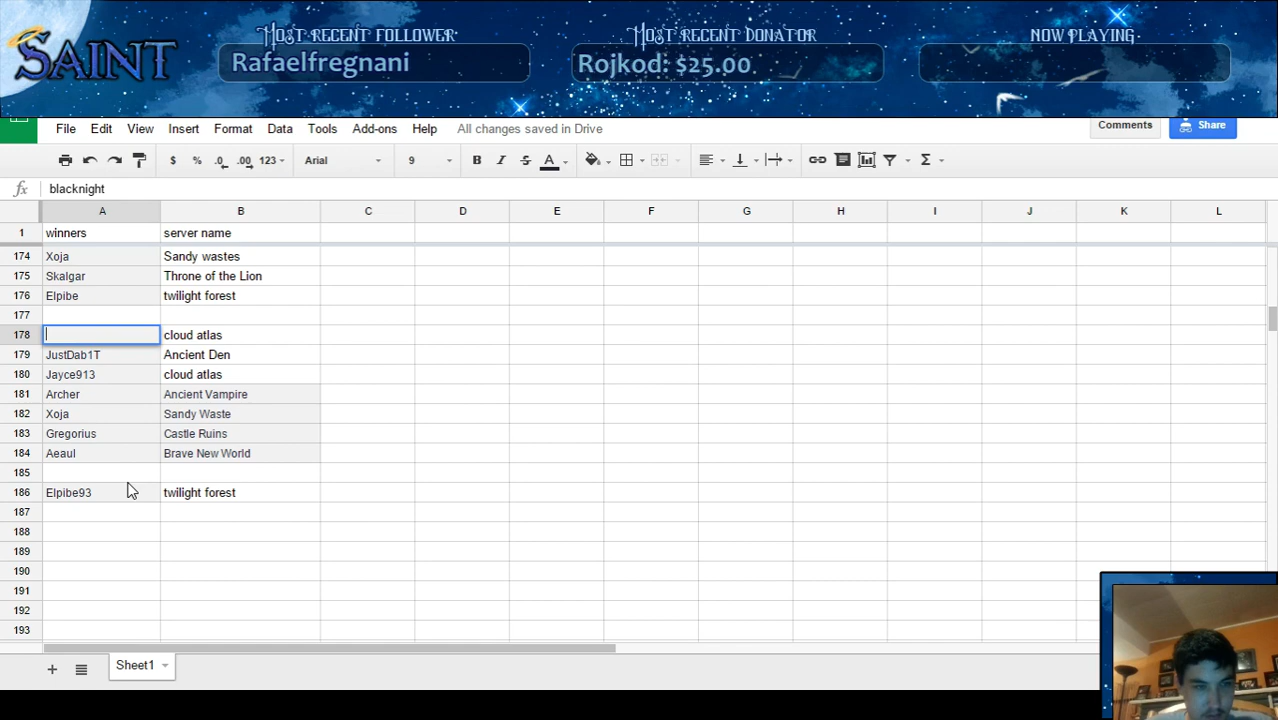 SAINT
Most Recent Follower
Rafaelfregnani
Most Recent Donator
Rojkod: $25.00
Now Playing
File Edit View Insert Format Data Tools Add-ons Help All changes saved in Drive
Comments
Share
$ % .0 .00 123 Arial 9 B I S A Σ
fx blacknight
A B C D E F G H I J K L
1 winners server name
174 Xoja Sandy wastes
175 Skalgar Throne of the Lion
176 Elpibe twilight forest
177
178 cloud atlas
179 JustDab1T Ancient Den
180 Jayce913 cloud atlas
181 Archer Ancient Vampire
182 Xoja Sandy Waste
183 Gregorius Castle Ruins
184 Aeaul Brave New World
185
186 Elpibe93 twilight forest
187
188
189
190
191
192
193
+ Sheet1